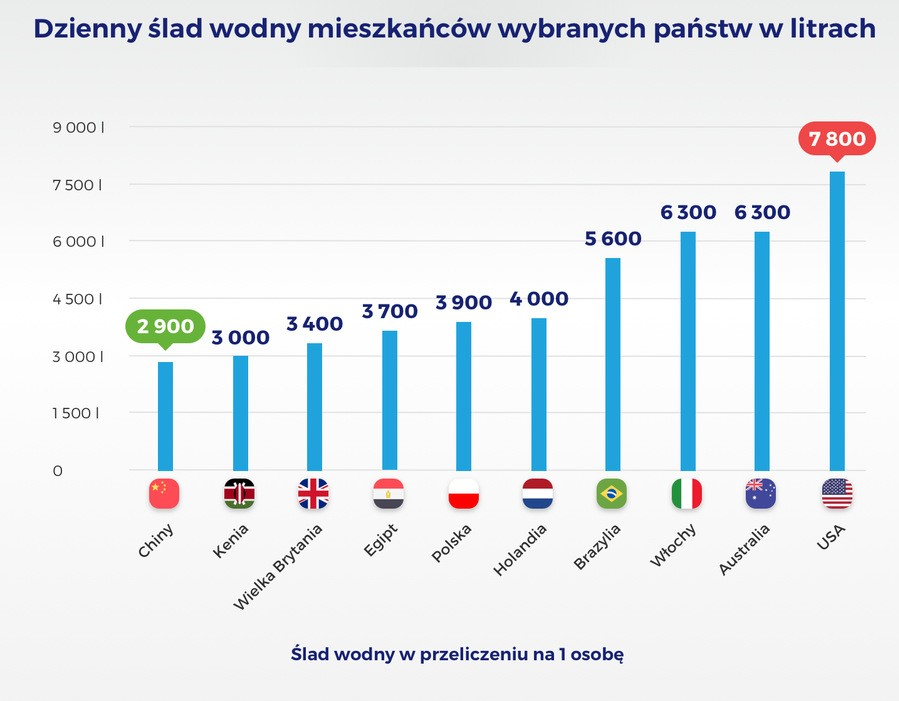 Dzienny ślad wodny mieszkańców wybranych państw w litrach
9 000 l
7 500 l
6 000 l
4 500 l
3 000 l
1 500 l
0
2 900
3 000
3 400
3 700
3 900
4 000
5 600
6 300
6 300
7 800
Chiny
Kenia
Wielka Brytania
Egipt
Polska
Holandia
Brazylia
Włochy
Australia
USA
Ślad wodny w przeliczeniu na 1 osobę